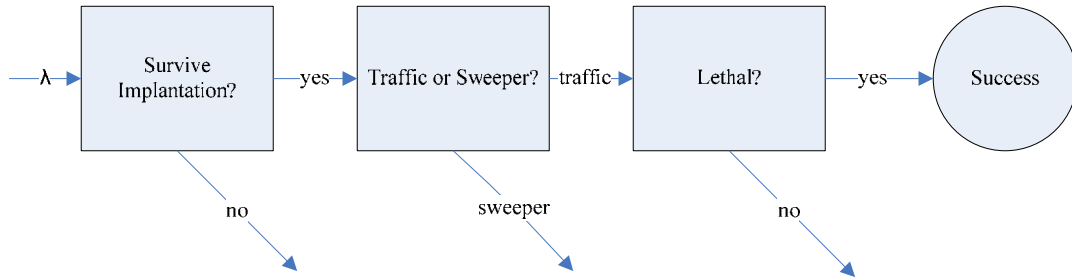 λ
Survive
Implantation?
yes
Traffic or Sweeper?
traffic
Lethal?
yes
Success
no
sweeper
no